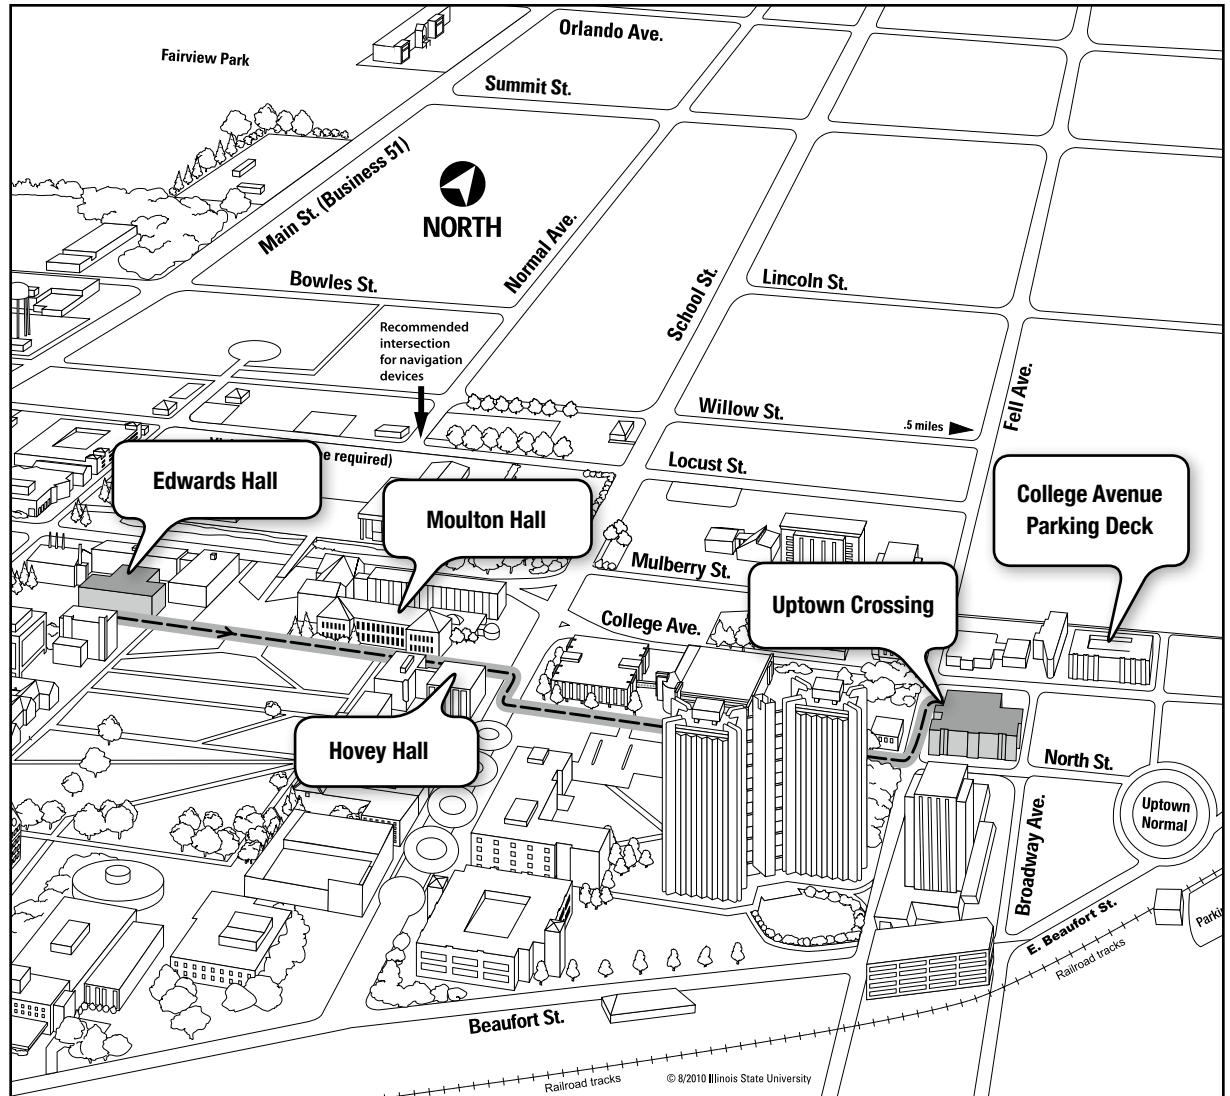 Orlando Ave.
Fairview Park
Summit St.
Main St. (Business 51)
NORTH
Normal Ave.
Bowles St.
School St.
Lincoln St.
Recommended
intersection
for navigation
devices
Fell Ave.
Willow St.
.5 miles
required)
Locust St.
Edwards Hall
Moulton Hall
College Avenue
Parking Deck
Mulberry St.
Uptown Crossing
College Ave.
Hovey Hall
North St.
Uptown
Normal
Broadway Ave.
E. Beaufort St.
Railroad tracks
Beaufort St.
Railroad tracks
© 8/2010 Illinois State University